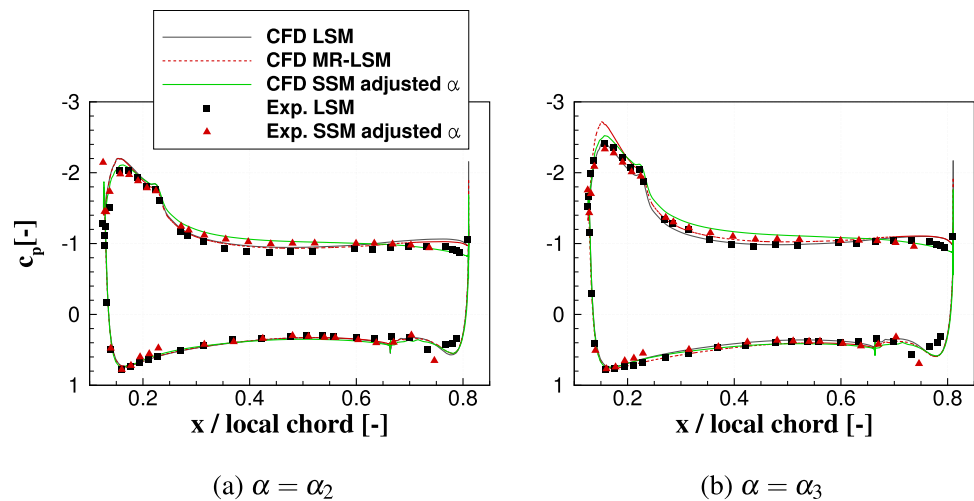 CFD LSM
CFD MR-LSM
CFD SSM adjusted α
Exp. LSM
Exp. SSM adjusted α
-3
-2
-1
0
1
cp[-]
0.2 0.4 0.6 0.8
x / local chord [-]
(a) α = α2
-3
-2
-1
0
1
0.2 0.4 0.6 0.8
x / local chord [-]
(b) α = α3